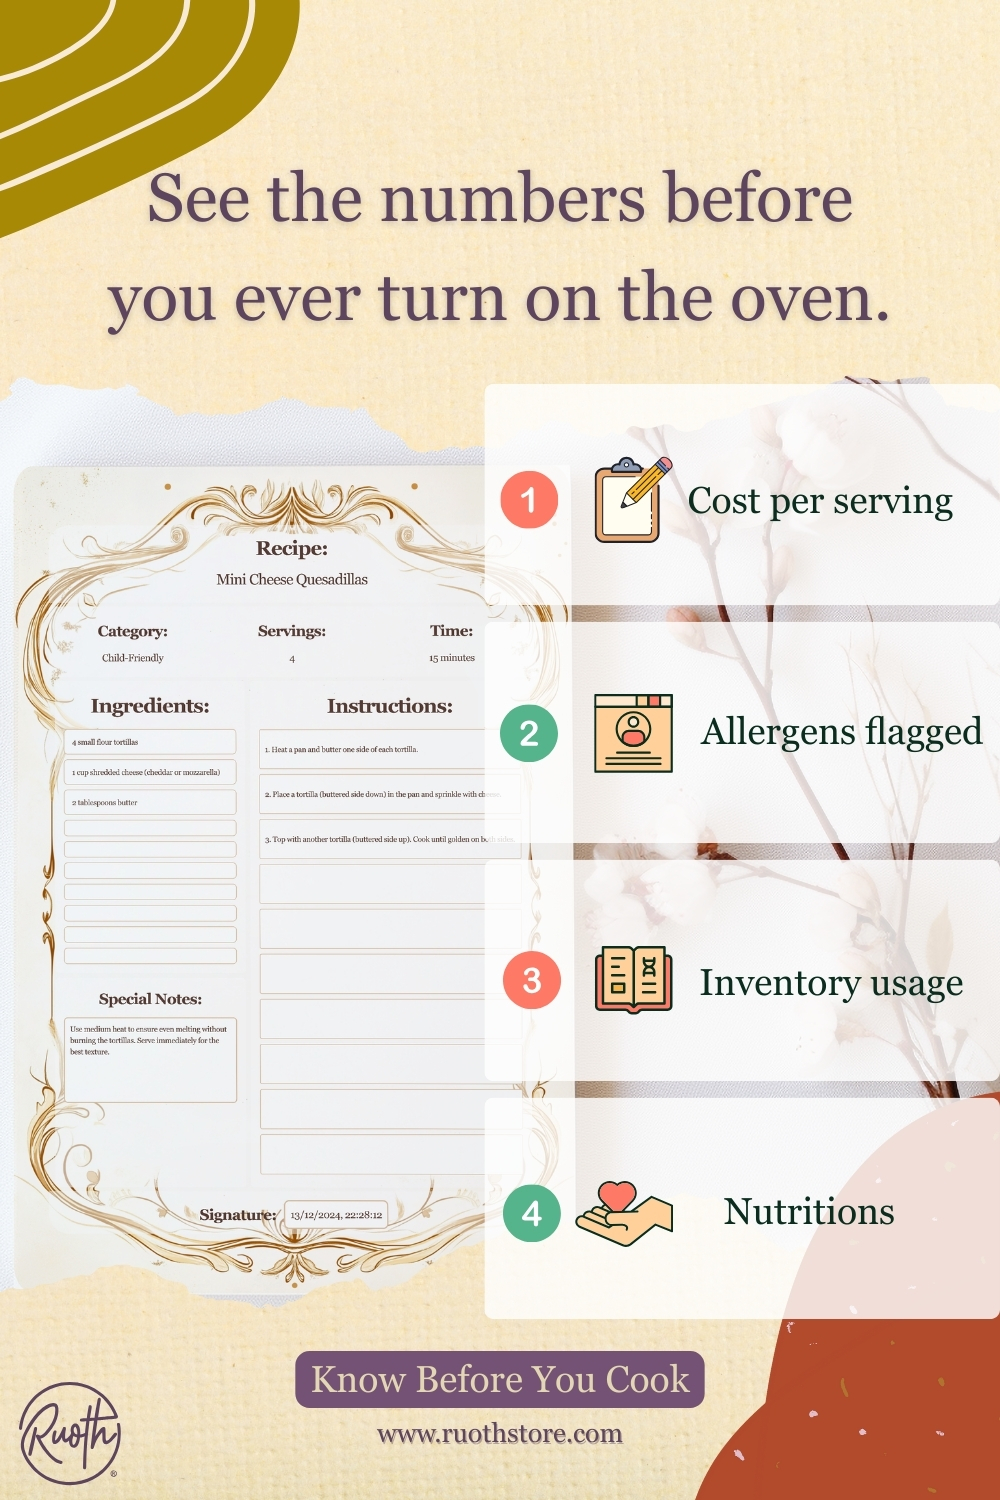 See the numbers before
you ever turn on the oven.
Recipe:
Mini Cheese Quesadillas
Category:
Servings:
Time:
Child-Friendly
4
15 minutes
Ingredients:
4 small flour tortillas
1 cup shredded cheese (cheddar or mozzarella)
2 tablespoons butter
Special Notes:
Use medium heat to ensure even melting without
burning the tortillas. Serve immediately for the
best texture.
Instructions:
1. Heat a pan and butter one side of each tortilla.
2. Place a tortilla (buttered side down) in the pan and sprinkle with cheese.
3. Top with another tortilla (buttered side up). Cook until golden on both sides.
Signature:
13/12/2024, 22:28:12
1
Cost per serving
2
Allergens flagged
3
Inventory usage
4
Nutritions
Know Before You Cook
www.ruothstore.com
Ruoth
®